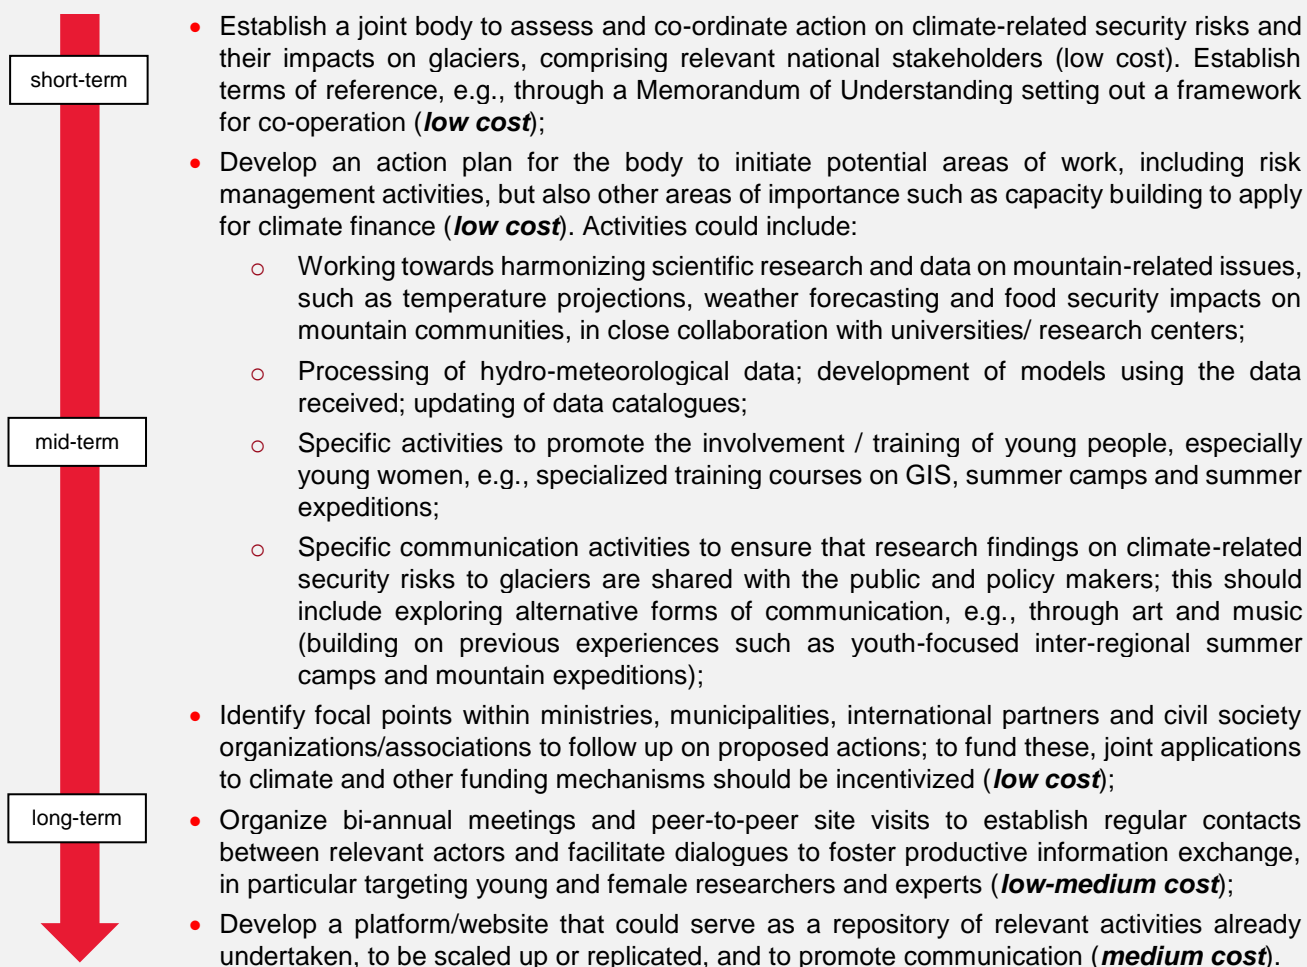 short-term
mid-term
long-term
• Establish a joint body to assess and co-ordinate action on climate-related security risks and
their impacts on glaciers, comprising relevant national stakeholders (low cost). Establish
terms of reference, e.g., through a Memorandum of Understanding setting out a framework
for co-operation (low cost);
• Develop an action plan for the body to initiate potential areas of work, including risk
management activities, but also other areas of importance such as capacity building to apply
for climate finance (low cost). Activities could include:
o Working towards harmonizing scientific research and data on mountain-related issues,
such as temperature projections, weather forecasting and food security impacts on
mountain communities, in close collaboration with universities/ research centers;
o Processing of hydro-meteorological data; development of models using the data
received; updating of data catalogues;
o Specific activities to promote the involvement / training of young people, especially
young women, e.g., specialized training courses on GIS, summer camps and summer
expeditions;
o Specific communication activities to ensure that research findings on climate-related
security risks to glaciers are shared with the public and policy makers; this should
include exploring alternative forms of communication, e.g., through art and music
(building on previous experiences such as youth-focused inter-regional summer
camps and mountain expeditions);
• Identify focal points within ministries, municipalities, international partners and civil society
organizations/associations to follow up on proposed actions; to fund these, joint applications
to climate and other funding mechanisms should be incentivized (low cost);
• Organize bi-annual meetings and peer-to-peer site visits to establish regular contacts
between relevant actors and facilitate dialogues to foster productive information exchange,
in particular targeting young and female researchers and experts (low-medium cost);
• Develop a platform/website that could serve as a repository of relevant activities already
undertaken, to be scaled up or replicated, and to promote communication (medium cost).